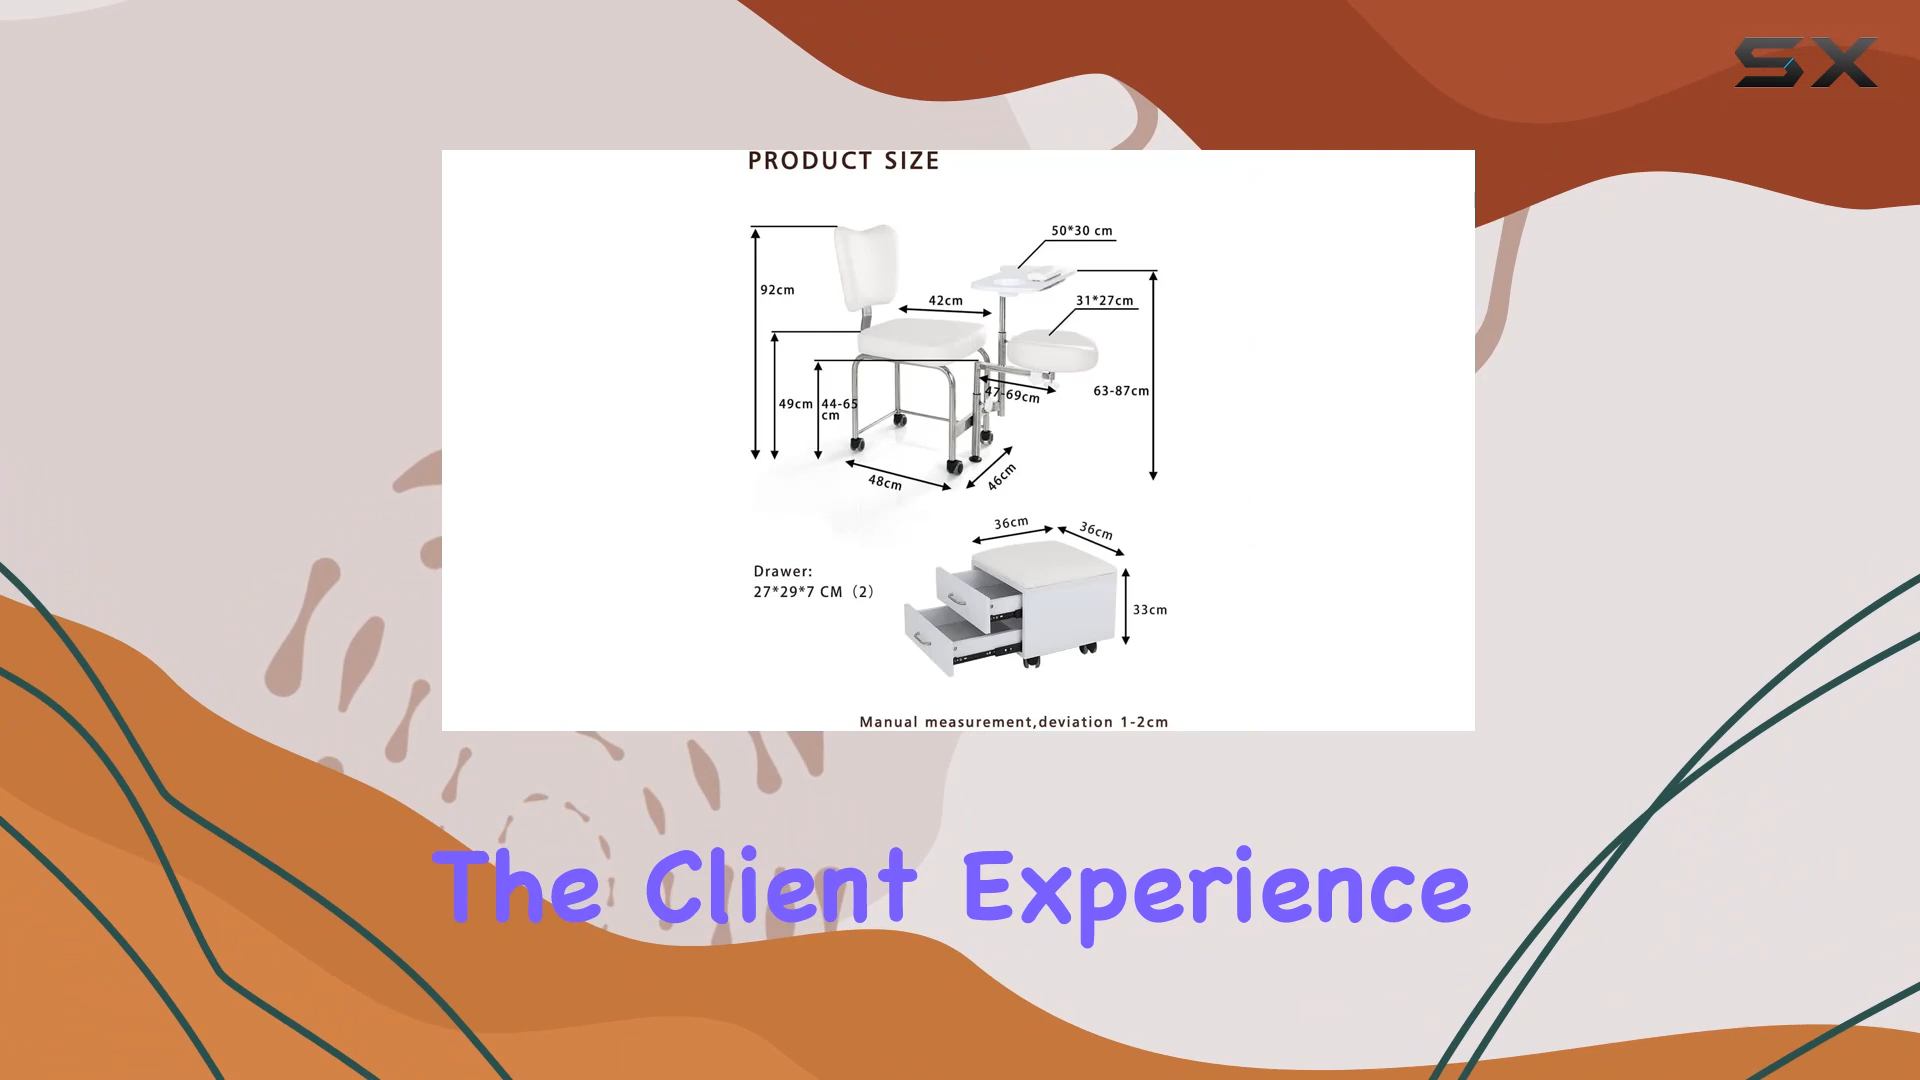 SX
PRODUCT SIZE
50*30 cm
92cm
42cm
31*27cm
49cm
44-65
cm
47-69cm
63-87cm
48cm
46cm
36cm
36cm
Drawer:
27*29*7 CM（2）
33cm
Manual measurement,deviation 1-2cm
The Client Experience